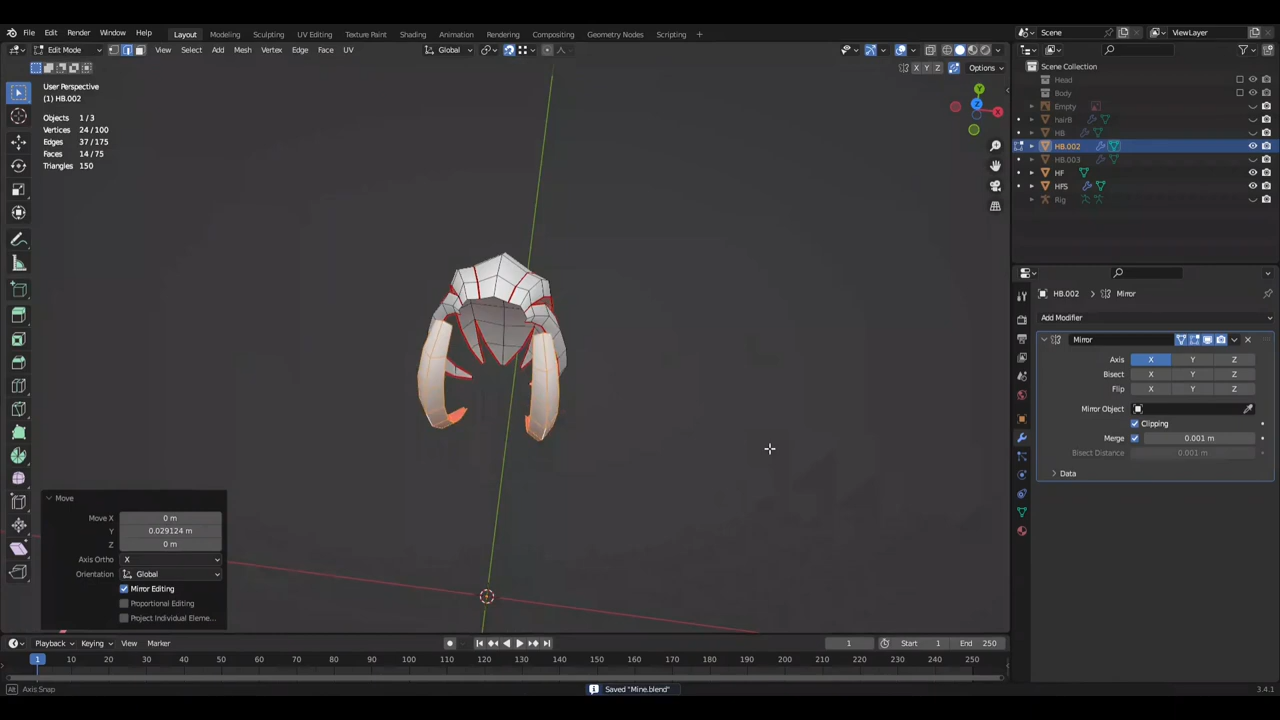 File Edit Render Window Help Layout Modeling Sculpting UV Editing Texture Paint Shading Animation Rendering Compositing Geometry Nodes Scripting Scene ViewLayer
Edit Mode View Select Add Mesh Vertex Edge Face UV Global
X Y Z Options
User Perspective
(1) HB.002
Objects 1 / 3
Vertices 24 / 100
Edges 37 / 175
Faces 14 / 75
Triangles 150
Y
Z
X
Scene Collection
Head
Body
Empty
hairB
HB
HB.002
HB.003
HF
HFS
Rig
HB.002 Mirror
Add Modifier
Mirror
Axis X Y Z
Bisect X Y Z
Flip X Y Z
Mirror Object
Clipping
Merge 0.001 m
Bisect Distance 0.001 m
Data
Move
Move X 0 m
Y 0.029124 m
Z 0 m
Axis Ortho X
Orientation Global
Mirror Editing
Proportional Editing
Project Individual Eleme...
Playback Keying View Marker 1 Start 1 End 250
1 10 20 30 40 50 60 70 80 90 100 110 120 130 140 150 160 170 180 190 200 210 220 230 240 250
Alt Axis Snap Saved "Mine.blend" 3.4.1